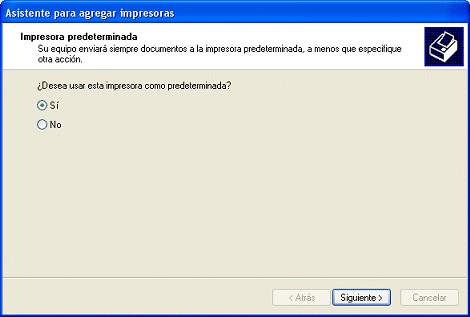 Asistente para agregar impresoras
Impresora predeterminada
Su equipo enviará siempre documentos a la impresora predeterminada, a menos que especifique
otra acción.
¿Desea usar esta impresora como predeterminada?
Sí
No
< Atrás
Siguiente >
Cancelar